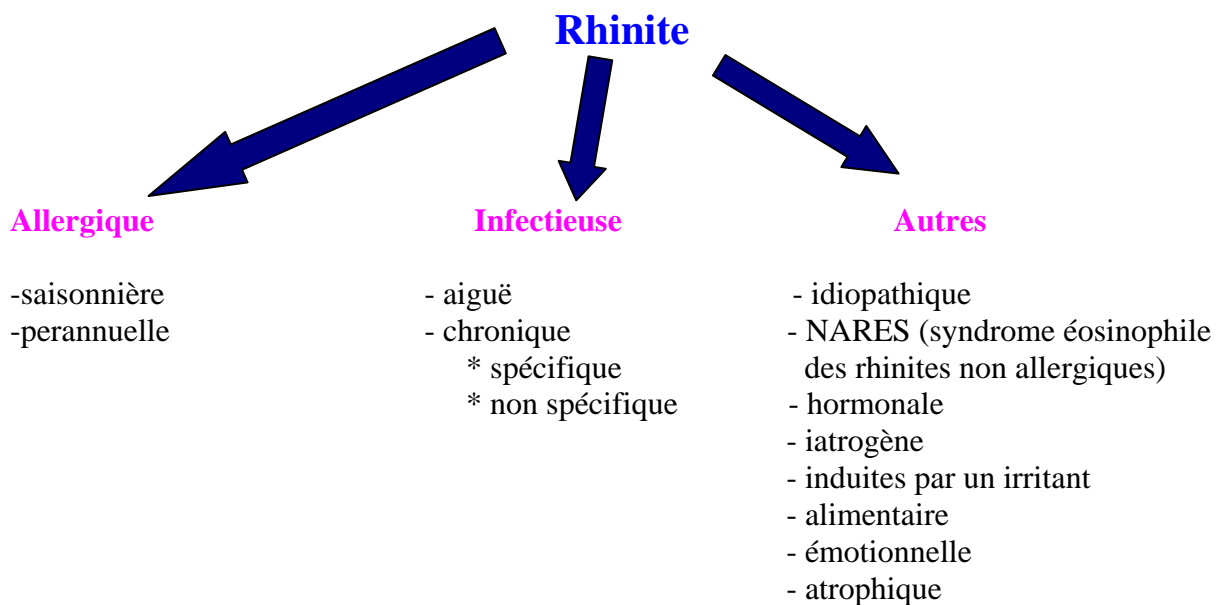 Rhinite
Allergique
-saisonnière
-perannuelle
Infectieuse
- aiguë
- chronique
* spécifique
* non spécifique
Autres
- idiopathique
- NARES (syndrome éosinophile
des rhinites non allergiques)
- hormonale
- iatrogène
- induites par un irritant
- alimentaire
- émotionnelle
- atrophique